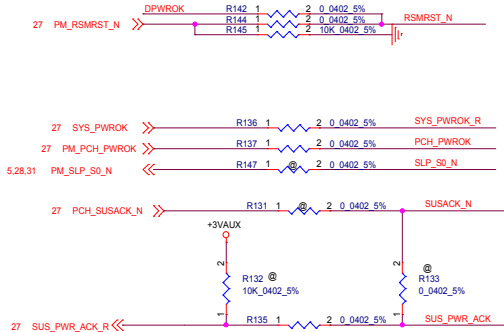 DPWROK R142 1 2 0_0402_5%
27 PM_RSMRST_N R144 1 2 0_0402_5% RSMRST_N
R145 1 2 10K_0402_5%
27 SYS_PWROK R136 1 2 0_0402_5% SYS_PWROK_R
27 PM_PCH_PWROK R137 1 2 0_0402_5% PCH_PWROK
5,28,31 PM_SLP_S0_N R147 1 @ 2 0_0402_5% SLP_S0_N
27 PCH_SUSACK_N R131 1 @ 2 0_0402_5% SUSACK_N
+3VAUX
2 2
R132 @ @
10K_0402_5% R133
0_0402_5%
1 1
27 SUS_PWR_ACK_R R135 1 2 0_0402_5% SUS_PWR_ACK